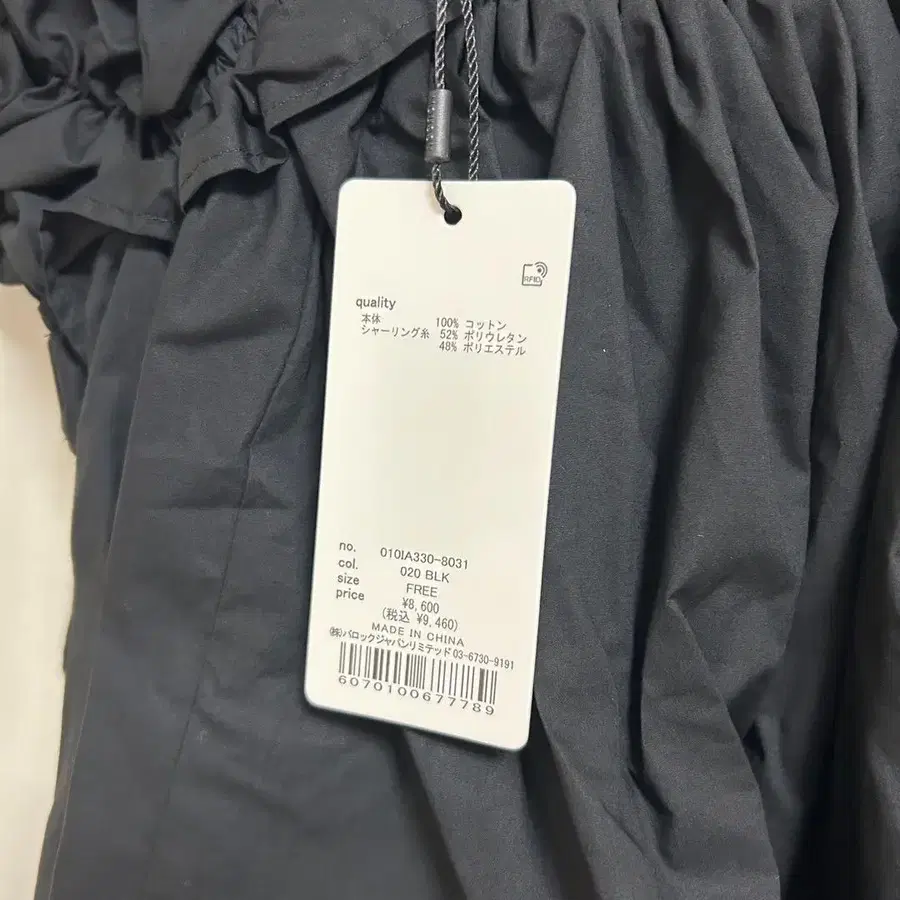 RFID
quality
本体 100% コットン
シャーリング糸 52% ポリウレタン
48% ポリエステル
no. 010IA330-8031
col. 020 BLK
size FREE
price ¥8,600
(税込 ¥9,460)
MADE IN CHINA
㈱バロックジャパンリミテッド 03-6730-9191
6070100677789